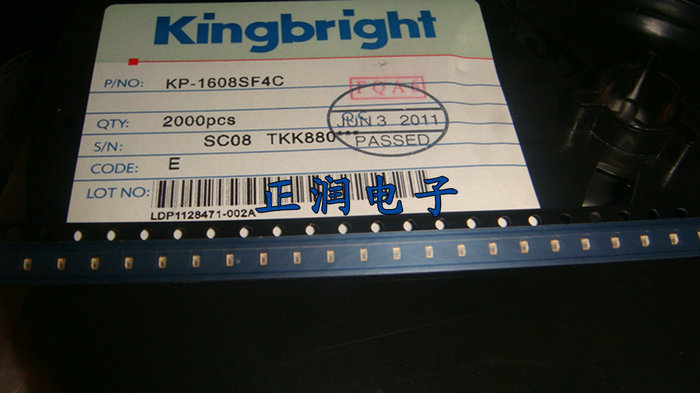 Kingbright
P/NO: KP-1608SF4C
FQA6
QTY: 2000pcs
JUN 3 2011
S/N: SC08 TKK880***
PASSED
CODE: E
LOT NO:
正润电子
LDP1128471-002A